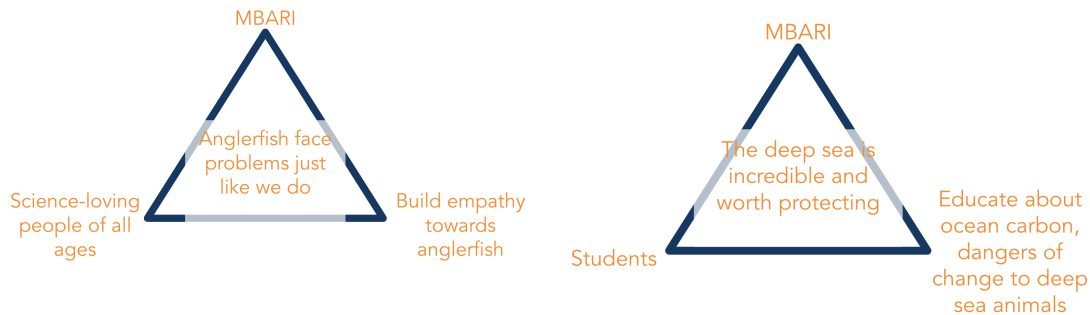 MBARI
Anglerfish face
problems just
like we do
Science-loving
people of all
ages
Build empathy
towards
anglerfish
MBARI
The deep sea is
incredible and
worth protecting
Students
Educate about
ocean carbon,
dangers of
change to deep
sea animals